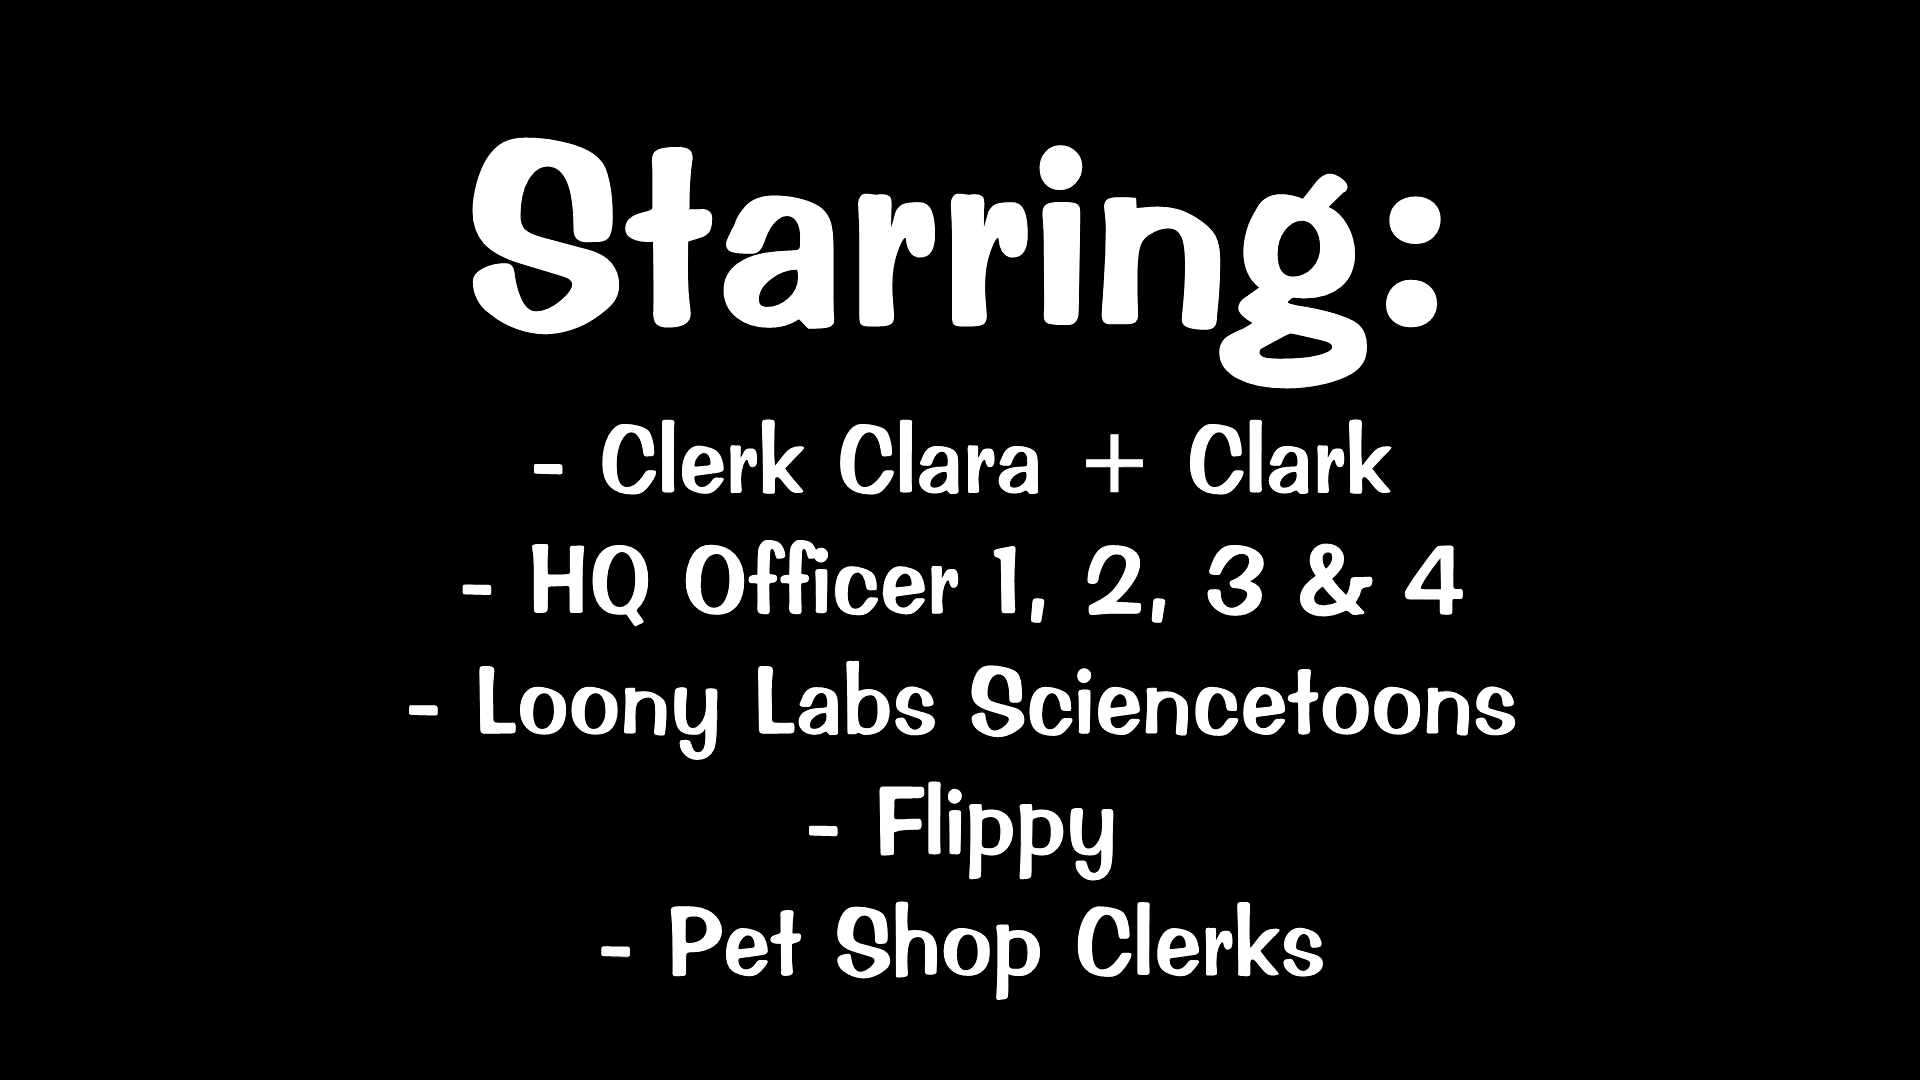 Starring:
- Clerk Clara + Clark
- HQ Officer 1, 2, 3 & 4
- Loony Labs Sciencetoons
- Flippy
- Pet Shop Clerks